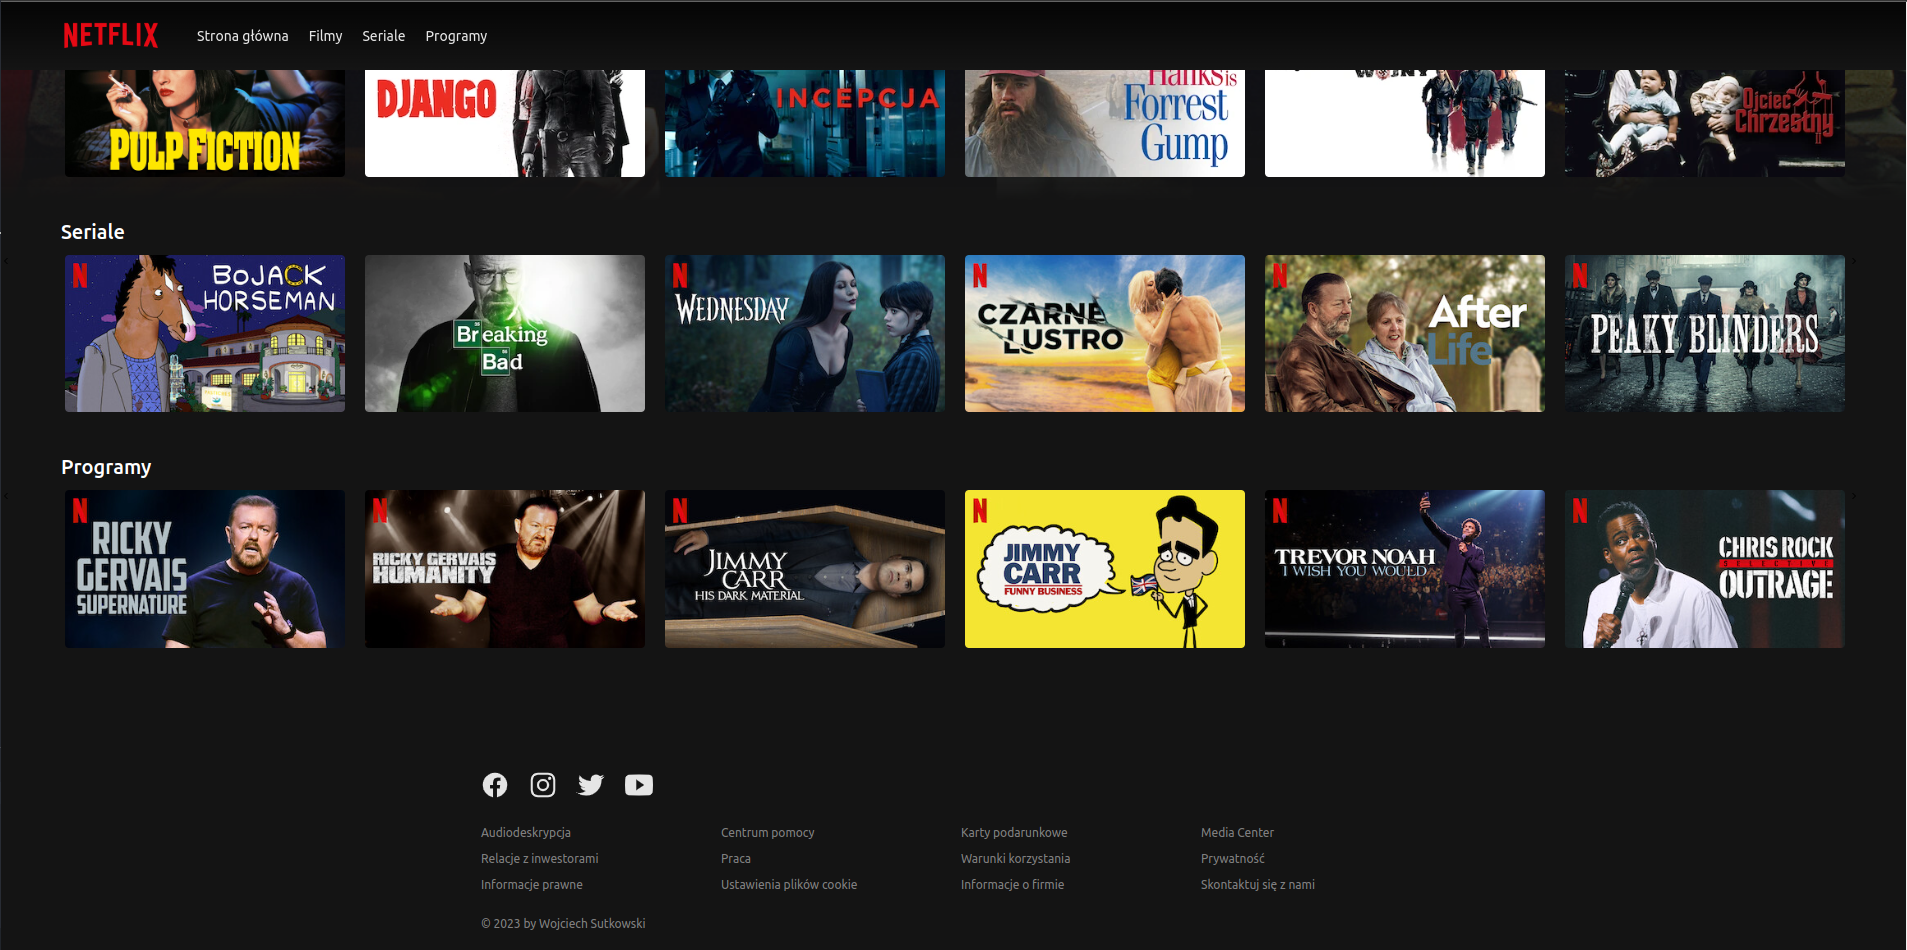 NETFLIX
Strona główna Filmy Seriale Programy
PULP FICTION
DJANGO
INCEPCJA
Hanks is
Forrest
Gump
Ojciec
Chrzestny
II
Seriale
N
BOJACK
HORSEMAN
Breaking
Bad
N
WEDNESDAY
N
CZARNE
LUSTRO
N
After
Life
N
PEAKY BLINDERS
Programy
N
RICKY
GERVAIS
SUPERNATURE
N
RICKY GERVAIS
HUMANITY
N
JIMMY
CARR
HIS DARK MATERIAL
N
JIMMY
CARR
FUNNY BUSINESS
N
TREVOR NOAH
I WISH YOU WOULD
N
CHRIS ROCK
SELECTIVE
OUTRAGE
Audiodeskrypcja Centrum pomocy Karty podarunkowe Media Center
Relacje z inwestorami Praca Warunki korzystania Prywatność
Informacje prawne Ustawienia plików cookie Informacje o firmie Skontaktuj się z nami
© 2023 by Wojciech Sutkowski